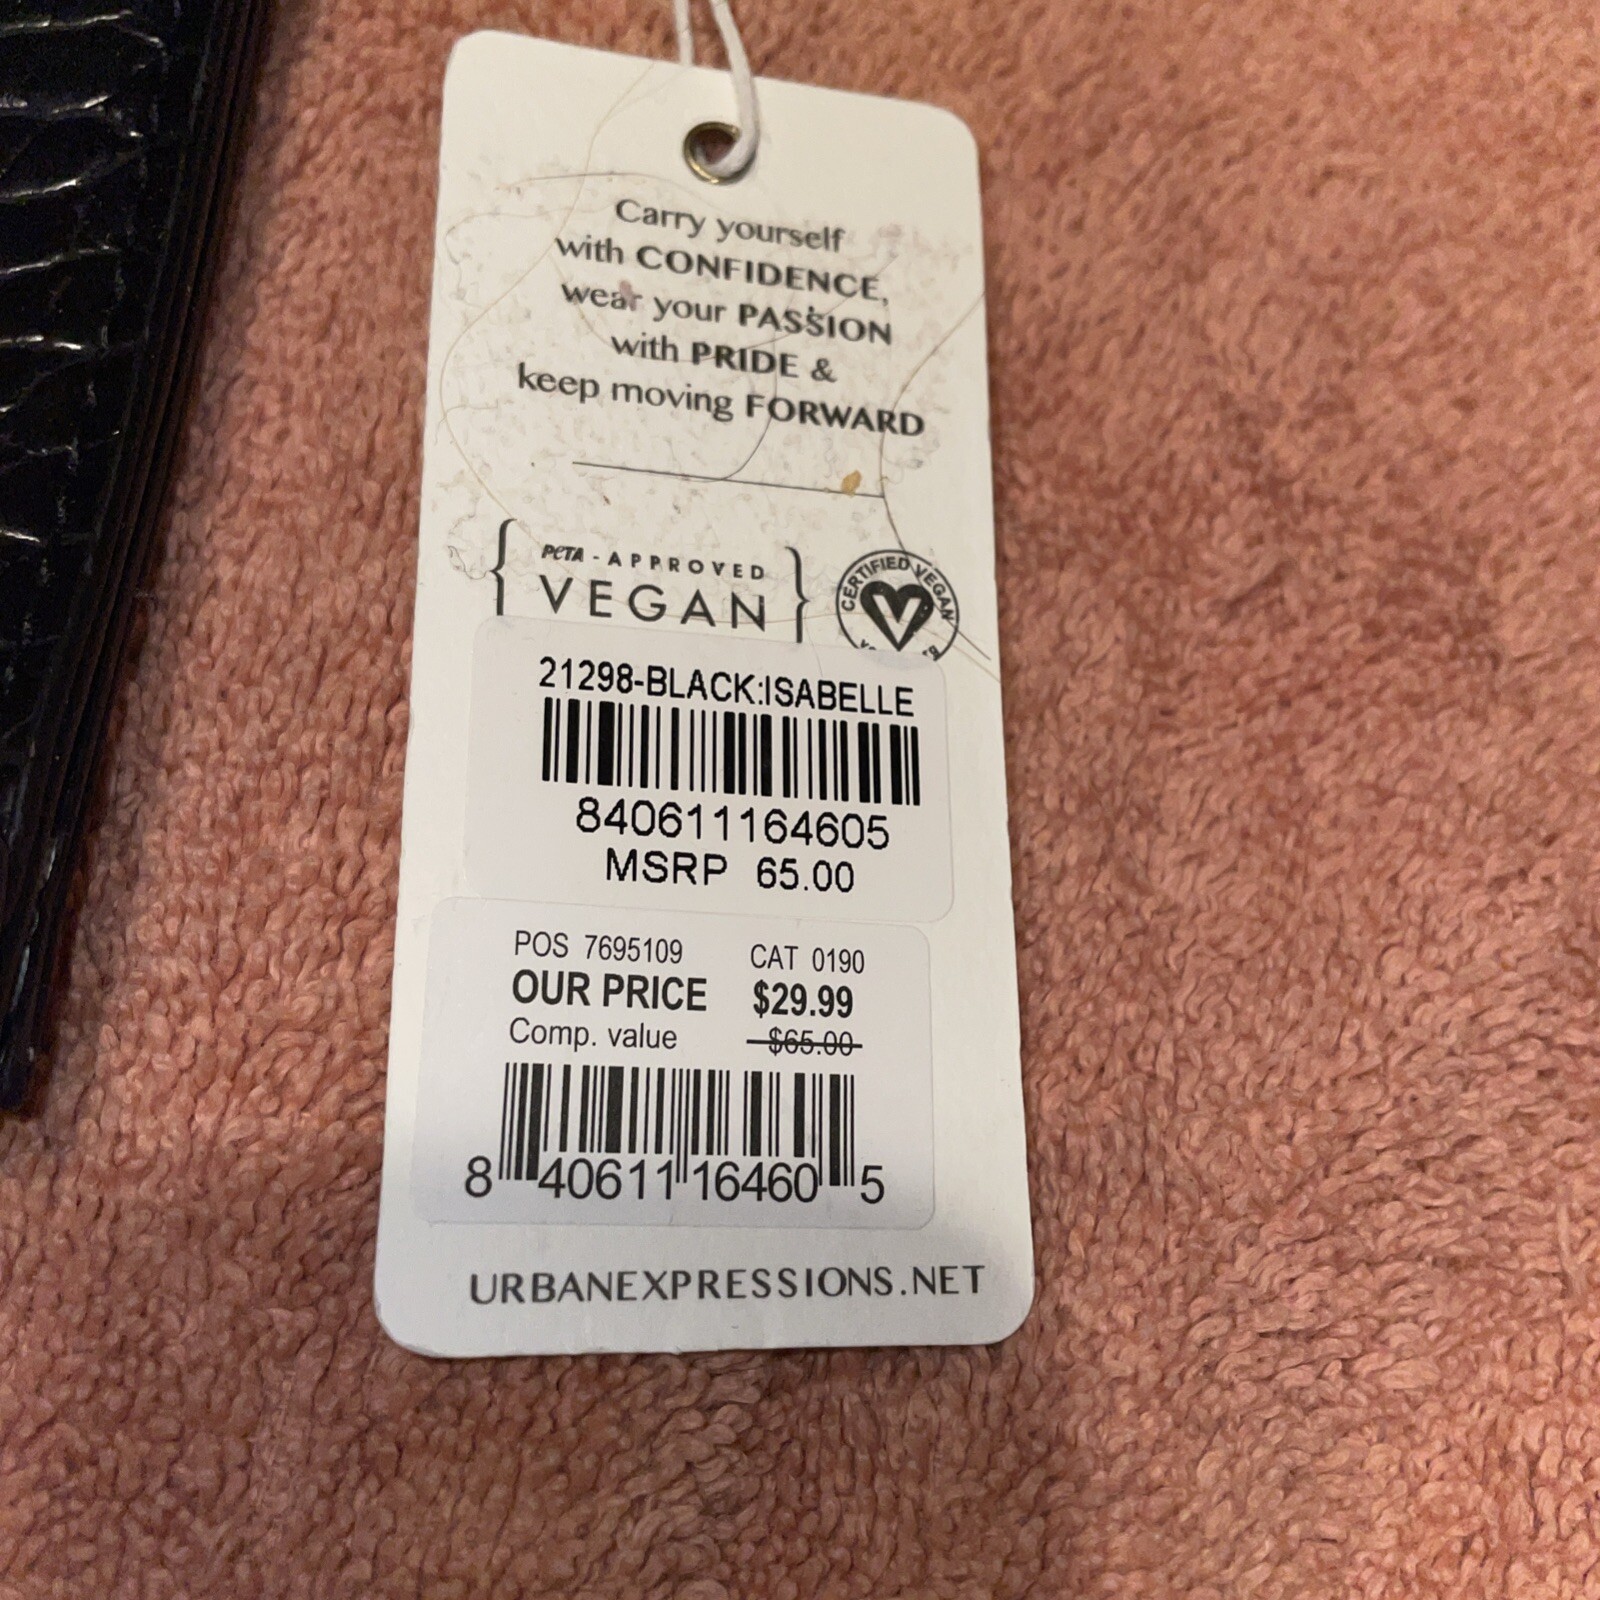 Carry yourself
with CONFIDENCE,
wear your PASSION
with PRIDE &
keep moving FORWARD
PETA - APPROVED
VEGAN
CERTIFIED VEGAN
21298-BLACK:ISABELLE
840611164605
MSRP 65.00
POS 7695109 CAT 0190
OUR PRICE $29.99
Comp. value $65.00
8 40611 16460 5
URBANEXPRESSIONS.NET